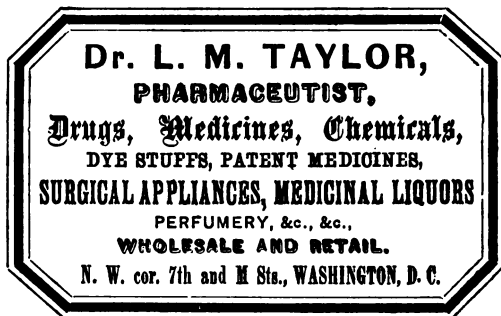 Dr. L. M. TAYLOR,
PHARMACEUTIST,
Drugs, Medicines, Chemicals,
DYE STUFFS, PATENT MEDICINES,
SURGICAL APPLIANCES, MEDICINAL LIQUORS
PERFUMERY, &c., &c.,
WHOLESALE AND RETAIL.
N. W. cor. 7th and M Sts., WASHINGTON, D. C.